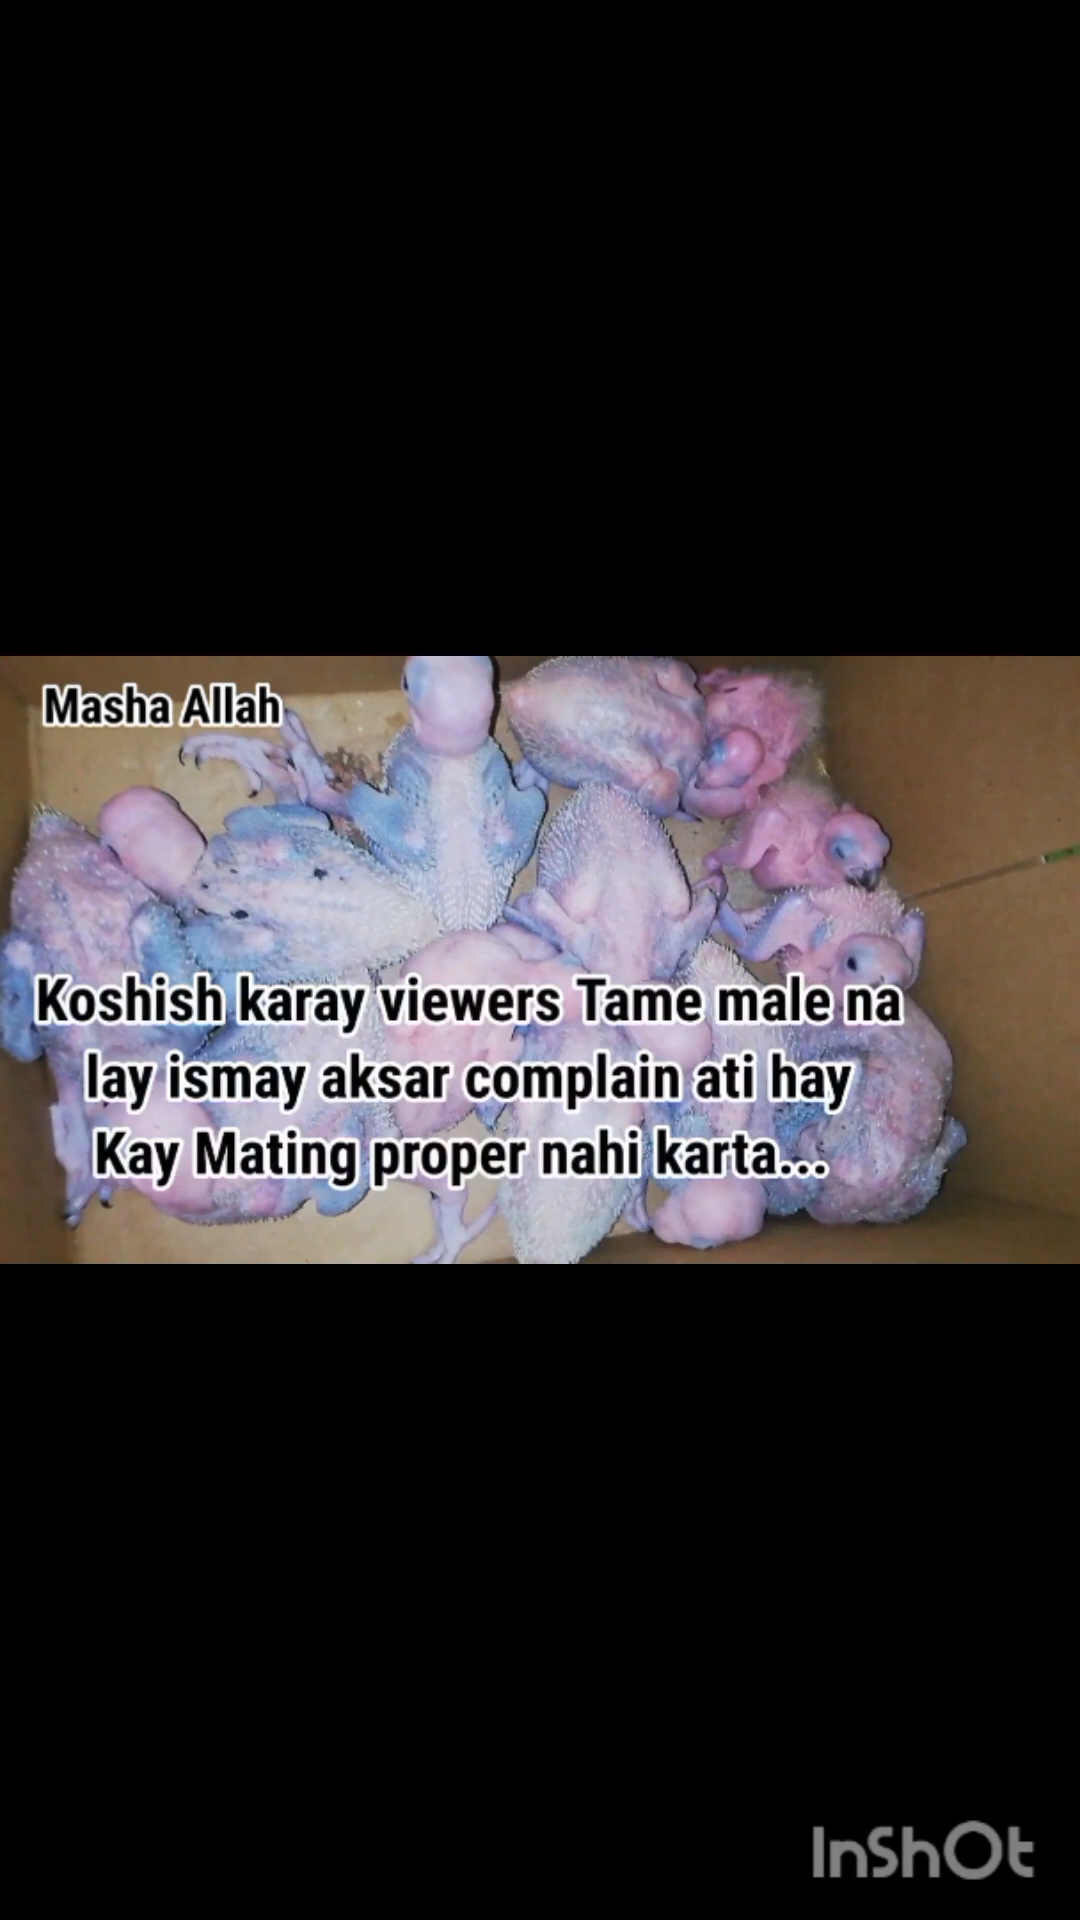 Masha Allah
Koshish karay viewers Tame male na
lay ismay aksar complain ati hay
Kay Mating proper nahi karta...
InShOt